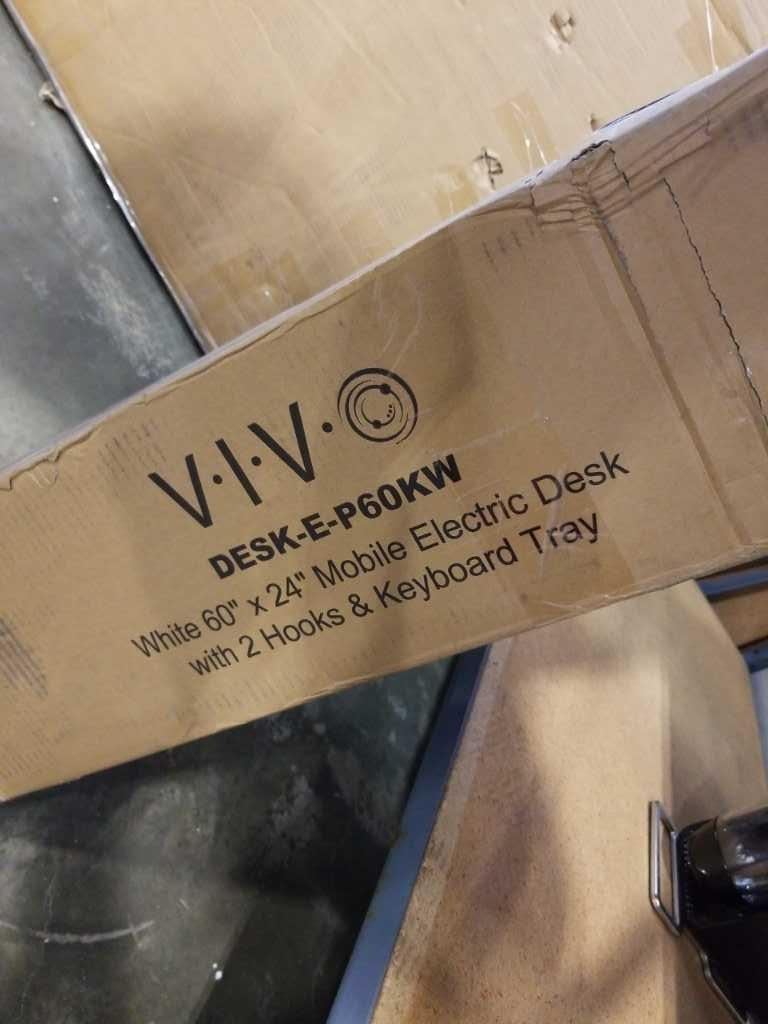 V·I·V·O
DESK-E-P60KW
White 60" x 24" Mobile Electric Desk
with 2 Hooks & Keyboard Tray